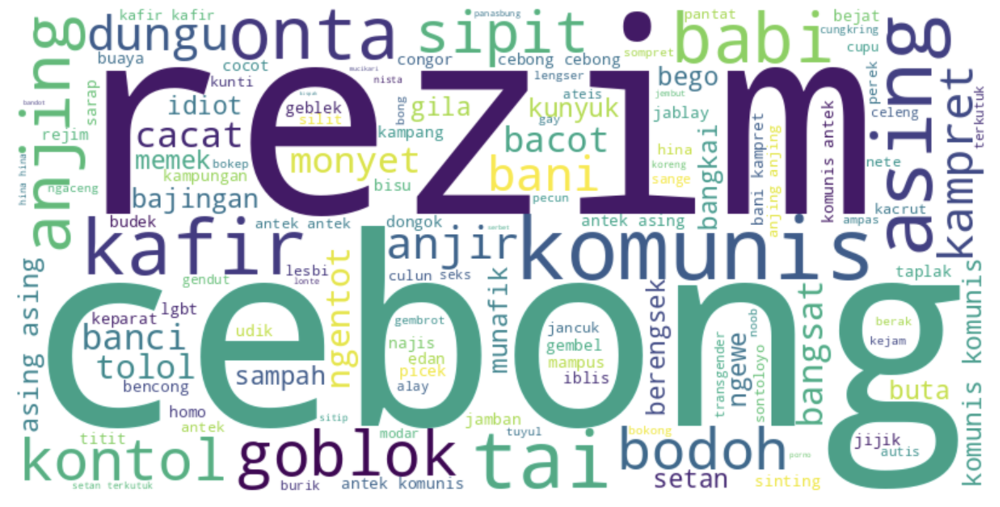 kafir kafir
panasbung
pantat
bejat
anjing
dungu
onta
sipit
babi
cungkring
asing
buaya
cocot
congor
cebong cebong
sompret
cupu
rezim
mucikari
kunti
nista
lengser
bego
perek
kampret
sarap
bandot
idiot
kispah
geblek
silit
bong
gila
kunyuk
ateis
gay
jembut
jablay
celeng
terkutuk
rejim
cacat
kampang
bacot
memek
bokep
monyet
bani
hina
koreng
sange
bangkai
bani kampret
anjing anjing
komunis antek
nete
hina hina
kampungan
ngaceng
bisu
bajingan
pecun
kacrut
budek
antek antek
dongok
serbet
antek asing
ampas
kafir
anjir
komunis
lesbi
lonte
gendut
ngentot
culun
seks
munafik
taplak
asing asing
cebong
berengsek
bangsat
komunis komunis
keparat
lgbt
banci
udik
gembrot
jancuk
noob
berak
tolol
najis
gembel
transgender
ngewe
kejam
edan
mampus
sontoloyo
sampah
picek
iblis
bencong
alay
buta
homo
sitip
jamban
antek
titit
modar
tuyul
bokong
kontol
goblok
tai
bodoh
jijik
autis
porno
setan terkutuk
burik
antek komunis
setan
sinting